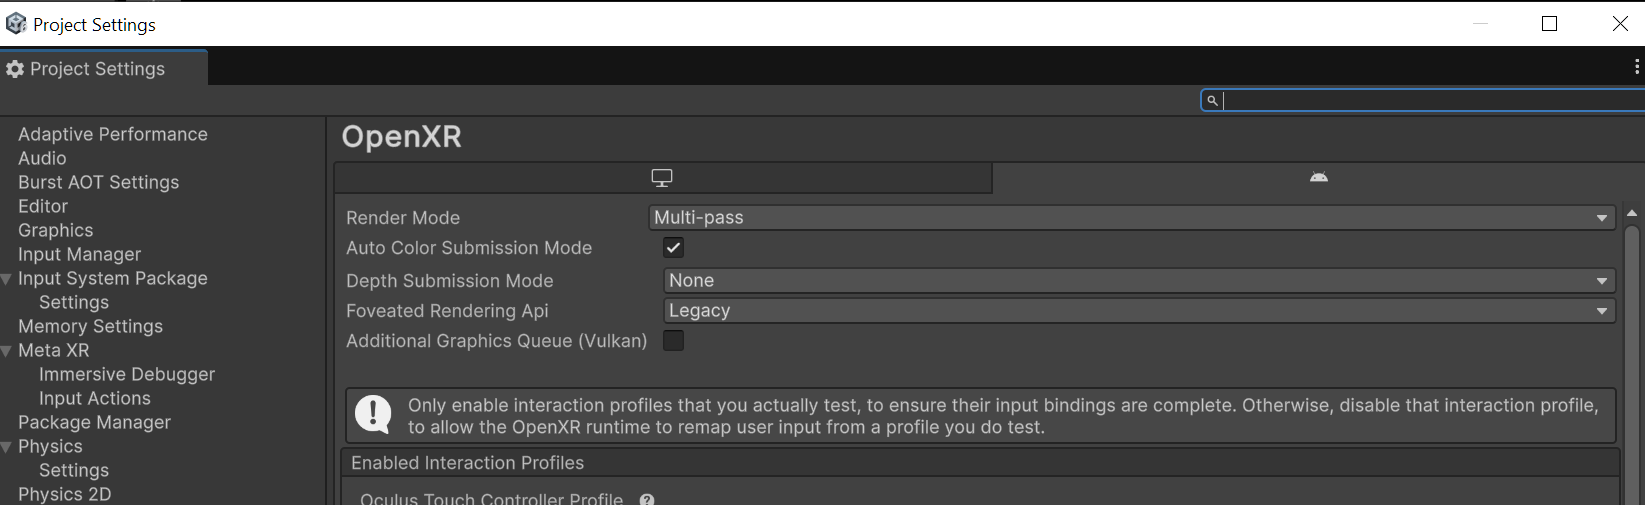 Project Settings
Project Settings
Adaptive Performance
Audio
Burst AOT Settings
Editor
Graphics
Input Manager
Input System Package
Settings
Memory Settings
Meta XR
Immersive Debugger
Input Actions
Package Manager
Physics
Settings
Physics 2D
OpenXR
Render Mode Multi-pass
Auto Color Submission Mode
Depth Submission Mode None
Foveated Rendering Api Legacy
Additional Graphics Queue (Vulkan)
Only enable interaction profiles that you actually test, to ensure their input bindings are complete. Otherwise, disable that interaction profile,
to allow the OpenXR runtime to remap user input from a profile you do test.
Enabled Interaction Profiles
Oculus Touch Controller Profile